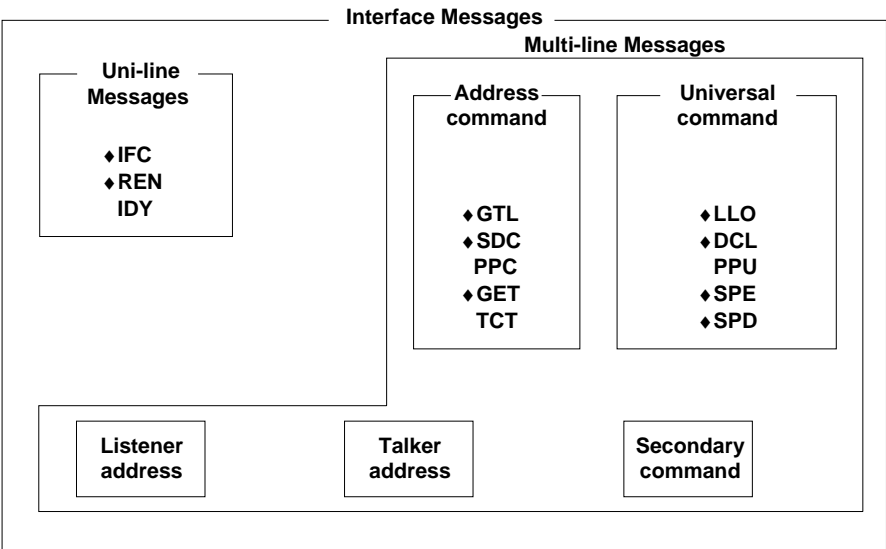 Interface Messages
Multi-line Messages
Uni-line
Messages
♦IFC
♦REN
IDY
Address
command
♦GTL
♦SDC
PPC
♦GET
TCT
Universal
command
♦LLO
♦DCL
PPU
♦SPE
♦SPD
Listener
address
Talker
address
Secondary
command